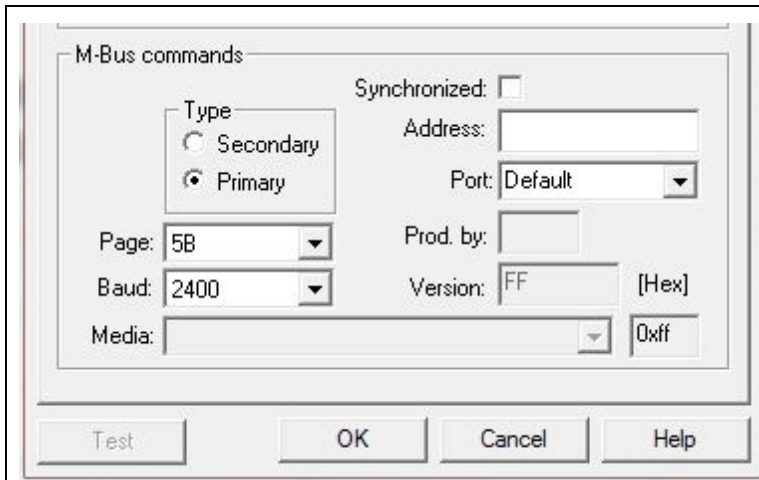 M-Bus commands
Synchronized:
Type
Address:
Secondary
Primary
Port: Default
Page: 5B
Prod. by:
Baud: 2400
Version: FF [Hex]
Media: 0xff
Test OK Cancel Help